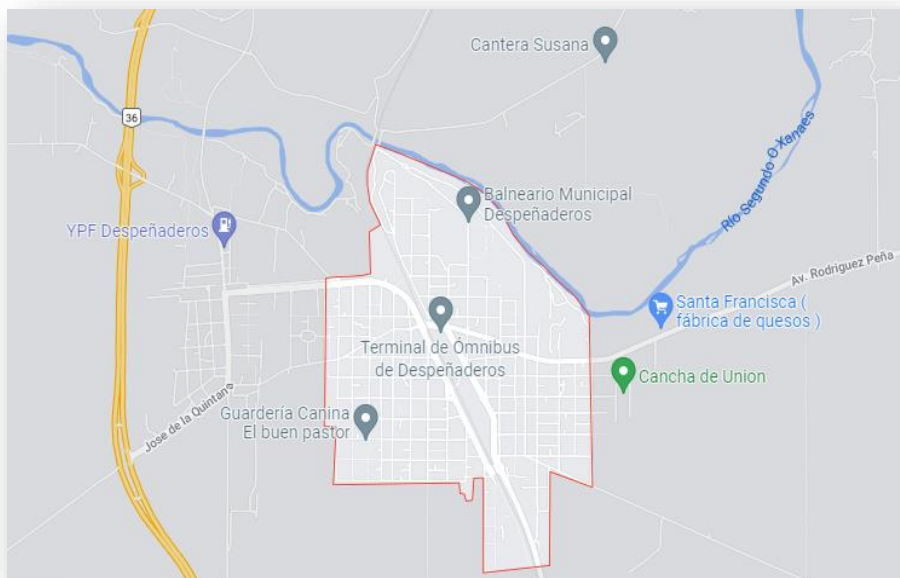 Cantera Susana
36
Balneario Municipal
Despeñaderos
Río Segundo O Xanaes
YPF Despeñaderos
Av. Rodriguez Peña
Santa Francisca (
fábrica de quesos )
Terminal de Ómnibus
de Despeñaderos
Cancha de Union
Guardería Canina
El buen pastor
Jose de la Quintana